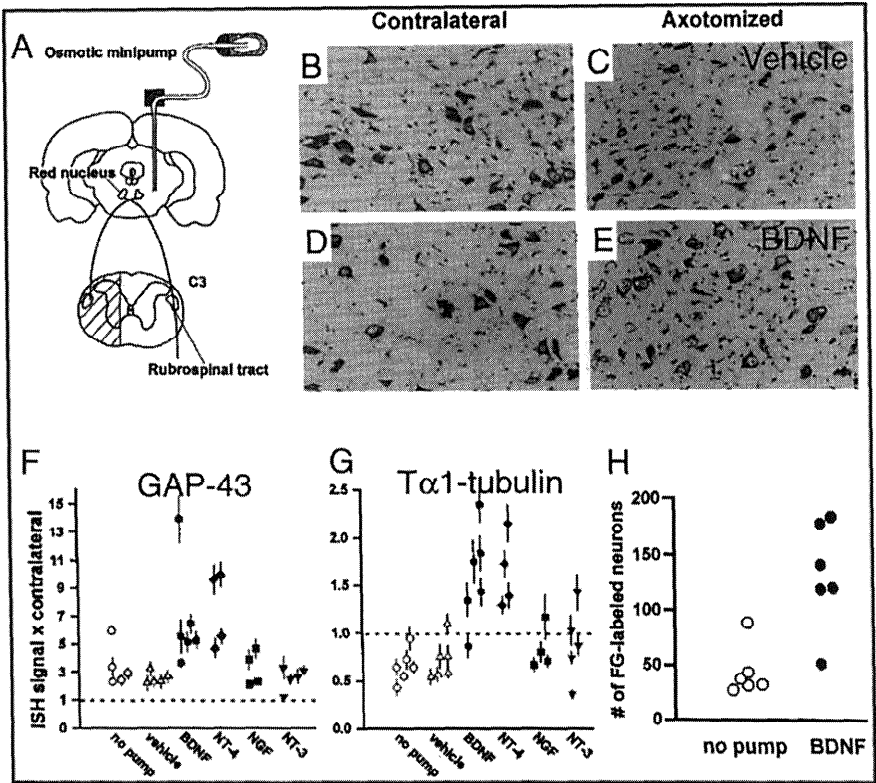 Contralateral
Axotomized
A
Osmotic minipump
Red nucleus
C3
Rubrospinal tract
B
C
Vehicle
D
E
BDNF
F
GAP-43
ISH signal x contralateral
15
13
11
9
7
5
3
1
0
no pump
vehicle
BDNF
NT-4
NGF
NT-3
G
Tα1-tubulin
2.5
2.0
1.5
1.0
0.5
0.0
no pump
vehicle
BDNF
NT-4
NGF
NT-3
H
# of FG-labeled neurons
200
150
100
50
0
no pump
BDNF